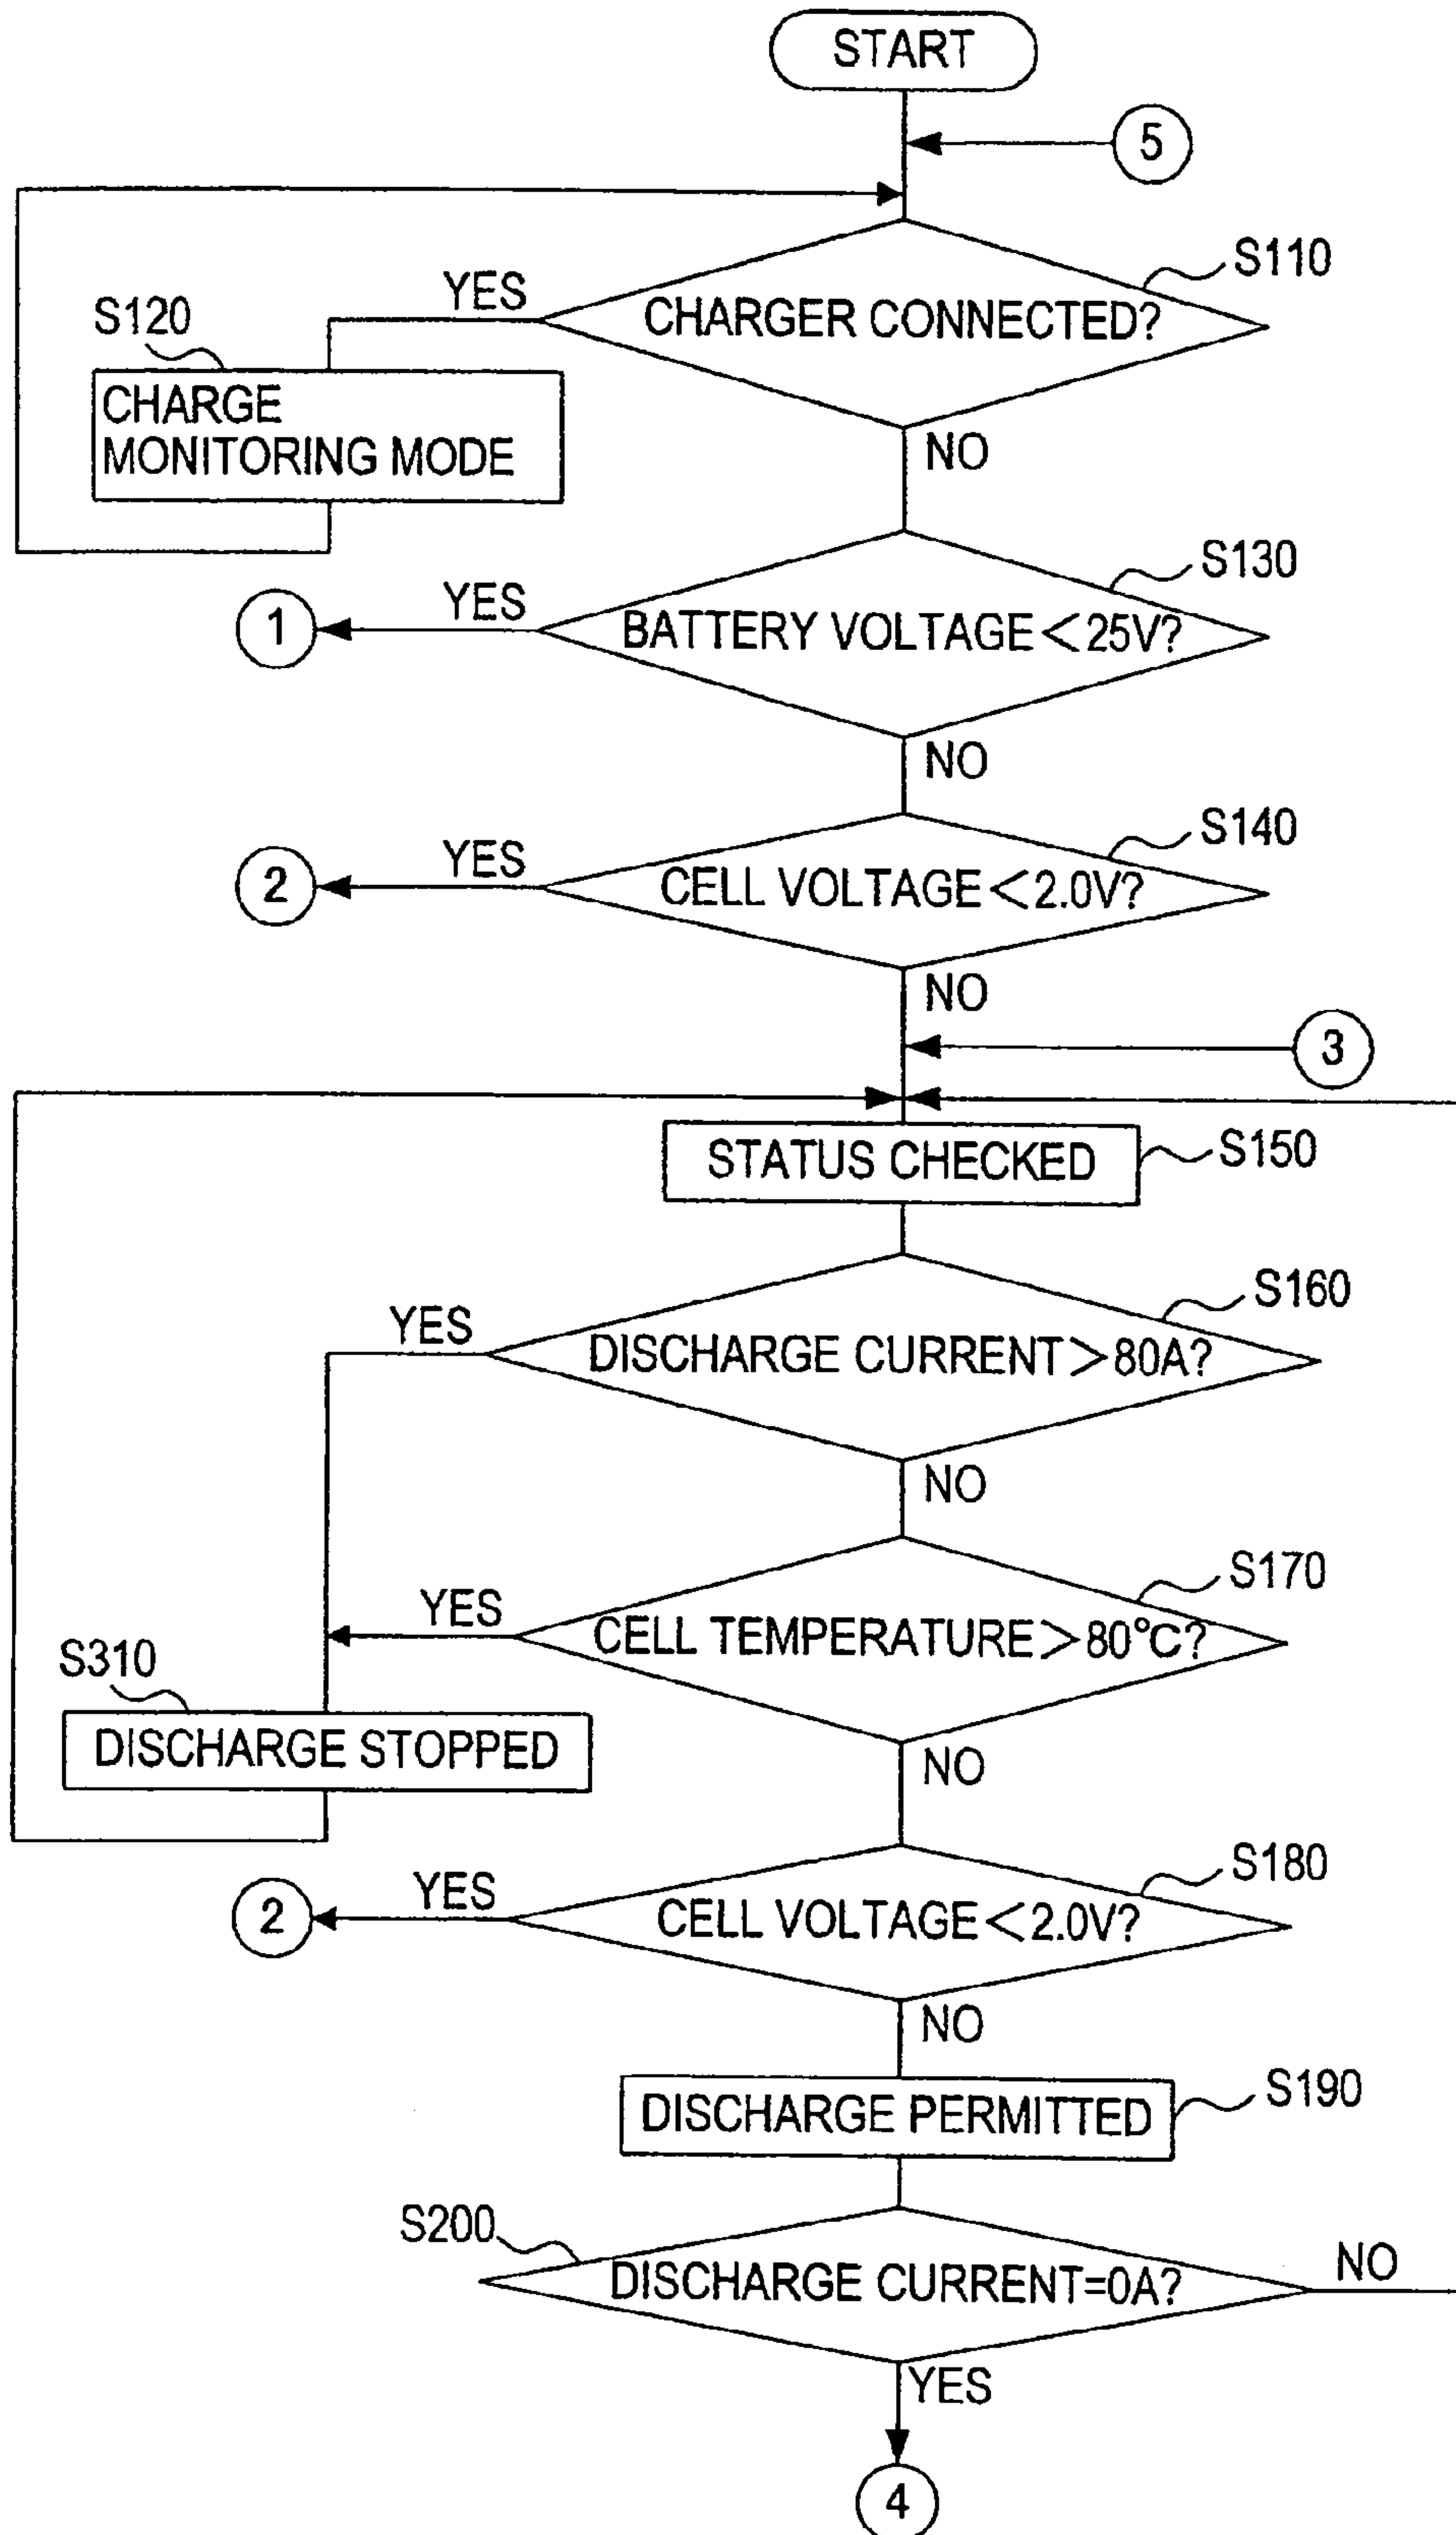 START
5
S110
YES
CHARGER CONNECTED?
S120
CHARGE
MONITORING MODE
NO
S130
YES
1
BATTERY VOLTAGE<25V?
NO
S140
YES
2
CELL VOLTAGE<2.0V?
NO
3
STATUS CHECKED
S150
S160
YES
DISCHARGE CURRENT>80A?
NO
S170
YES
CELL TEMPERATURE>80°C?
S310
DISCHARGE STOPPED
NO
S180
YES
2
CELL VOLTAGE<2.0V?
NO
S190
DISCHARGE PERMITTED
S200
DISCHARGE CURRENT=0A?
NO
YES
4